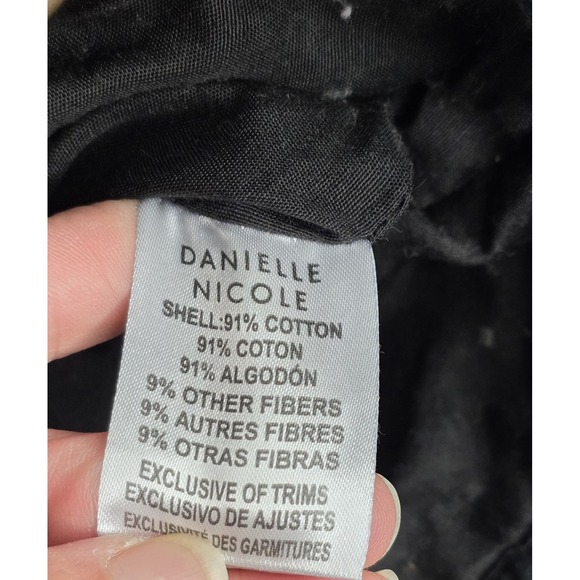 DANIELLE
NICOLE
SHELL:91% COTTON
91% COTON
91% ALGODÓN
9% OTHER FIBERS
9% AUTRES FIBRES
9% OTRAS FIBRAS
EXCLUSIVE OF TRIMS
EXCLUSIVO DE AJUSTES
EXCLUSIVITÉ DES GARMITURES